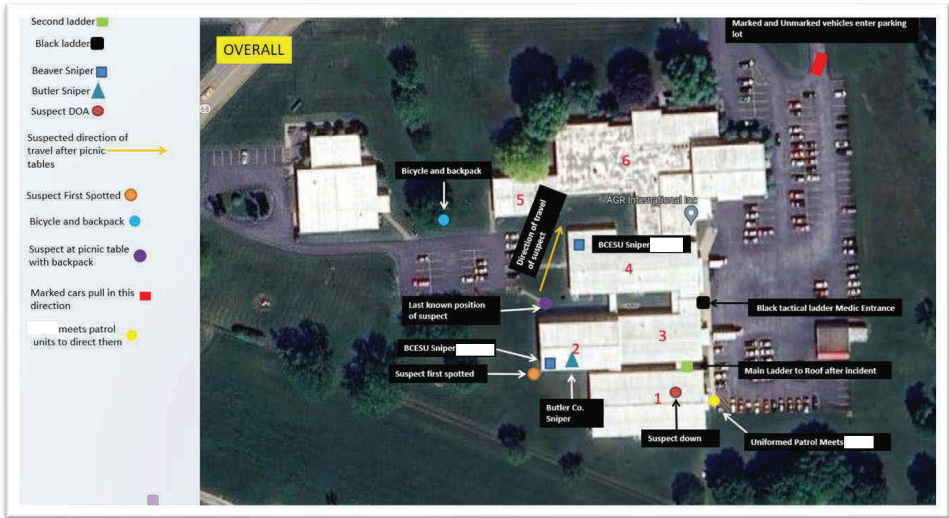 Second ladder
Black ladder
Beaver Sniper
Butler Sniper
Suspect DOA
Suspected direction of
travel after picnic
tables
Suspect First Spotted
Bicycle and backpack
Suspect at picnic table
with backpack
Marked cars pull in this
direction
meets patrol
units to direct them
OVERALL
68
Marked and Unmarked vehicles enter parking
lot
Bicycle and backpack
5
6
AGR International Inc
Direction of travel
of suspect
BCESU Sniper
4
Last known position
of suspect
Black tactical ladder Medic Entrance
3
2
BCESU Sniper
Suspect first spotted
Main Ladder to Roof after incident
1
Butler Co.
Sniper
Suspect down
Uniformed Patrol Meets